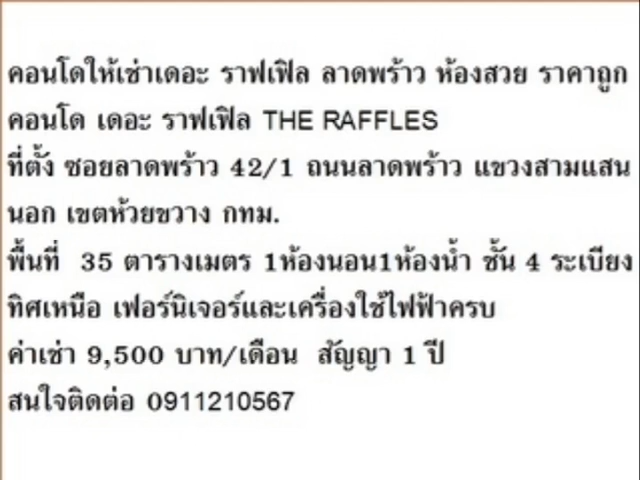 คอนโดให้เช่าเดอะ ราฟเฟิล ลาดพร้าว ห้องสวย ราคาถูก
คอนโด เดอะ ราฟเฟิล THE RAFFLES
ที่ตั้ง ซอยลาดพร้าว 42/1 ถนนลาดพร้าว แขวงสามแสน
นอก เขตห้วยขวาง กทม.
พื้นที่ 35 ตารางเมตร 1ห้องนอน1ห้องน้ำ ชั้น 4 ระเบียง
ทิศเหนือ เฟอร์นิเจอร์และเครื่องใช้ไฟฟ้าครบ
ค่าเช่า 9,500 บาท/เดือน สัญญา 1 ปี
สนใจติดต่อ 0911210567